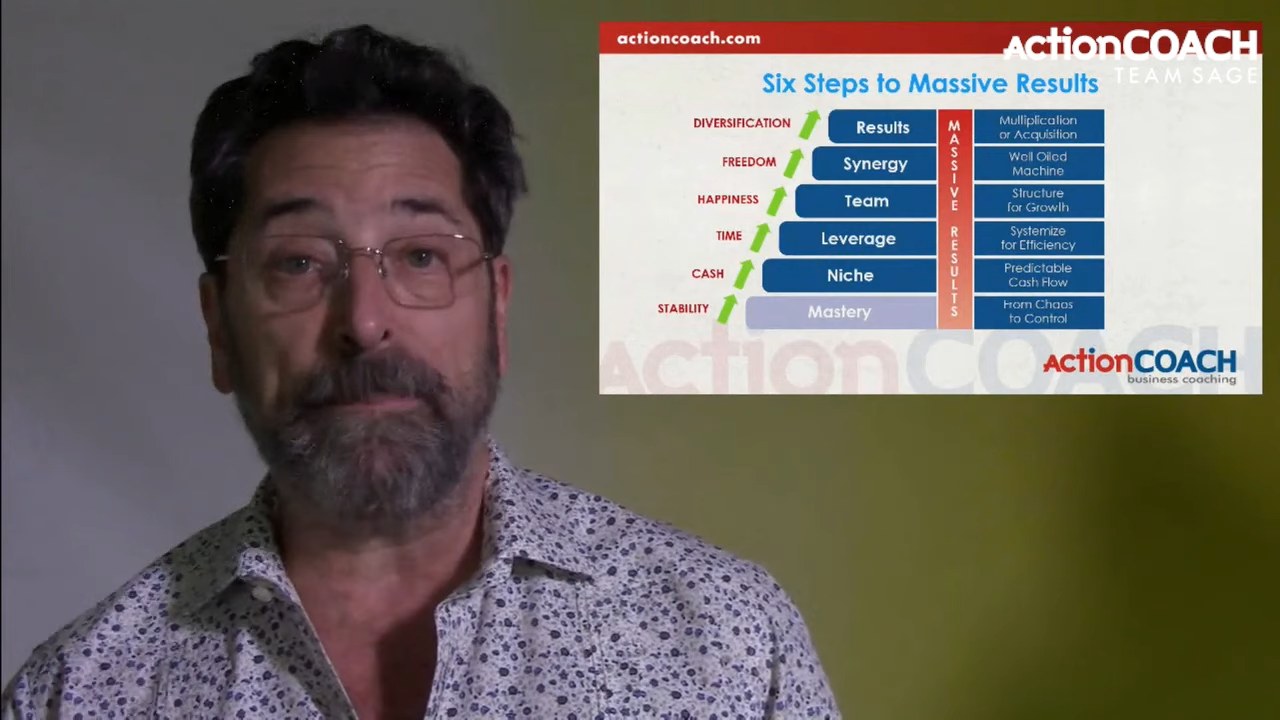 actioncoach.com
actionCOACH
TEAM SAGE
Six Steps to Massive Results
DIVERSIFICATION
Results
Multiplication
or Acquisition
FREEDOM
Synergy
Well Oiled
Machine
HAPPINESS
Team
Structure
for Growth
TIME
Leverage
Systemize
for Efficiency
CASH
Niche
Predictable
Cash Flow
STABILITY
Mastery
From Chaos
to Control
MASSIVE RESULTS
actionCOACH
actionCOACH
business coaching